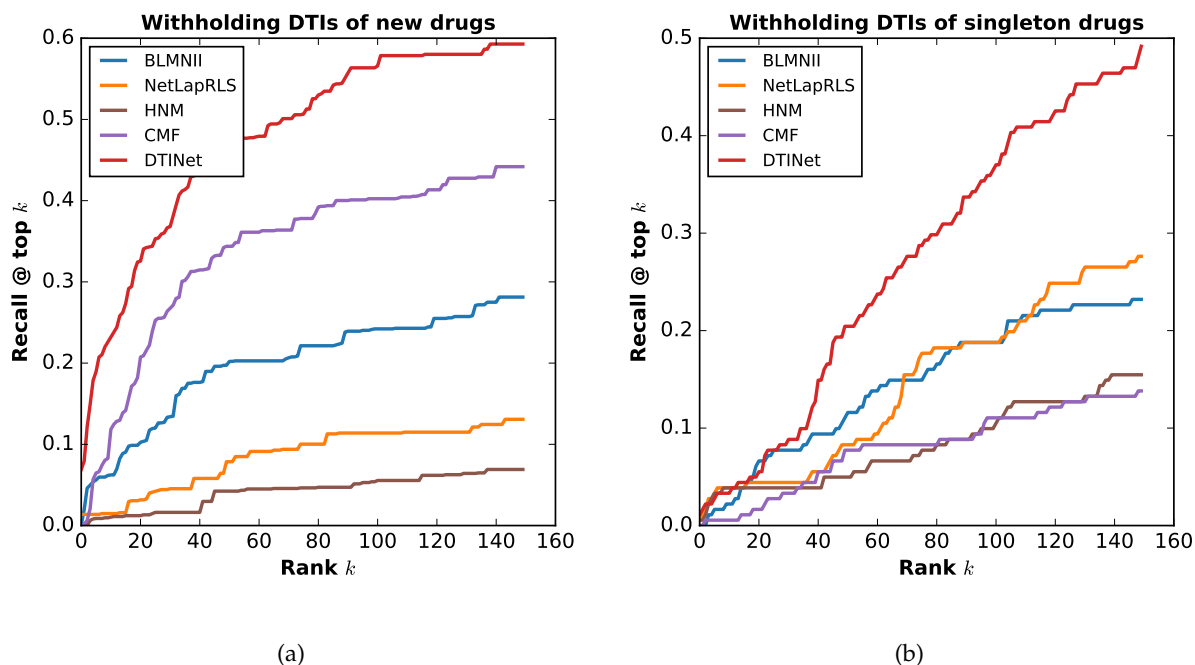 Withholding DTIs of new drugs
0.6
0.5
0.4
0.3
0.2
0.1
0.0
Recall @ top k
BLMNII
NetLapRLS
HNM
CMF
DTINet
0 20 40 60 80 100 120 140 160
Rank k
(a)
Withholding DTIs of singleton drugs
0.5
0.4
0.3
0.2
0.1
0.0
Recall @ top k
BLMNII
NetLapRLS
HNM
CMF
DTINet
0 20 40 60 80 100 120 140 160
Rank k
(b)